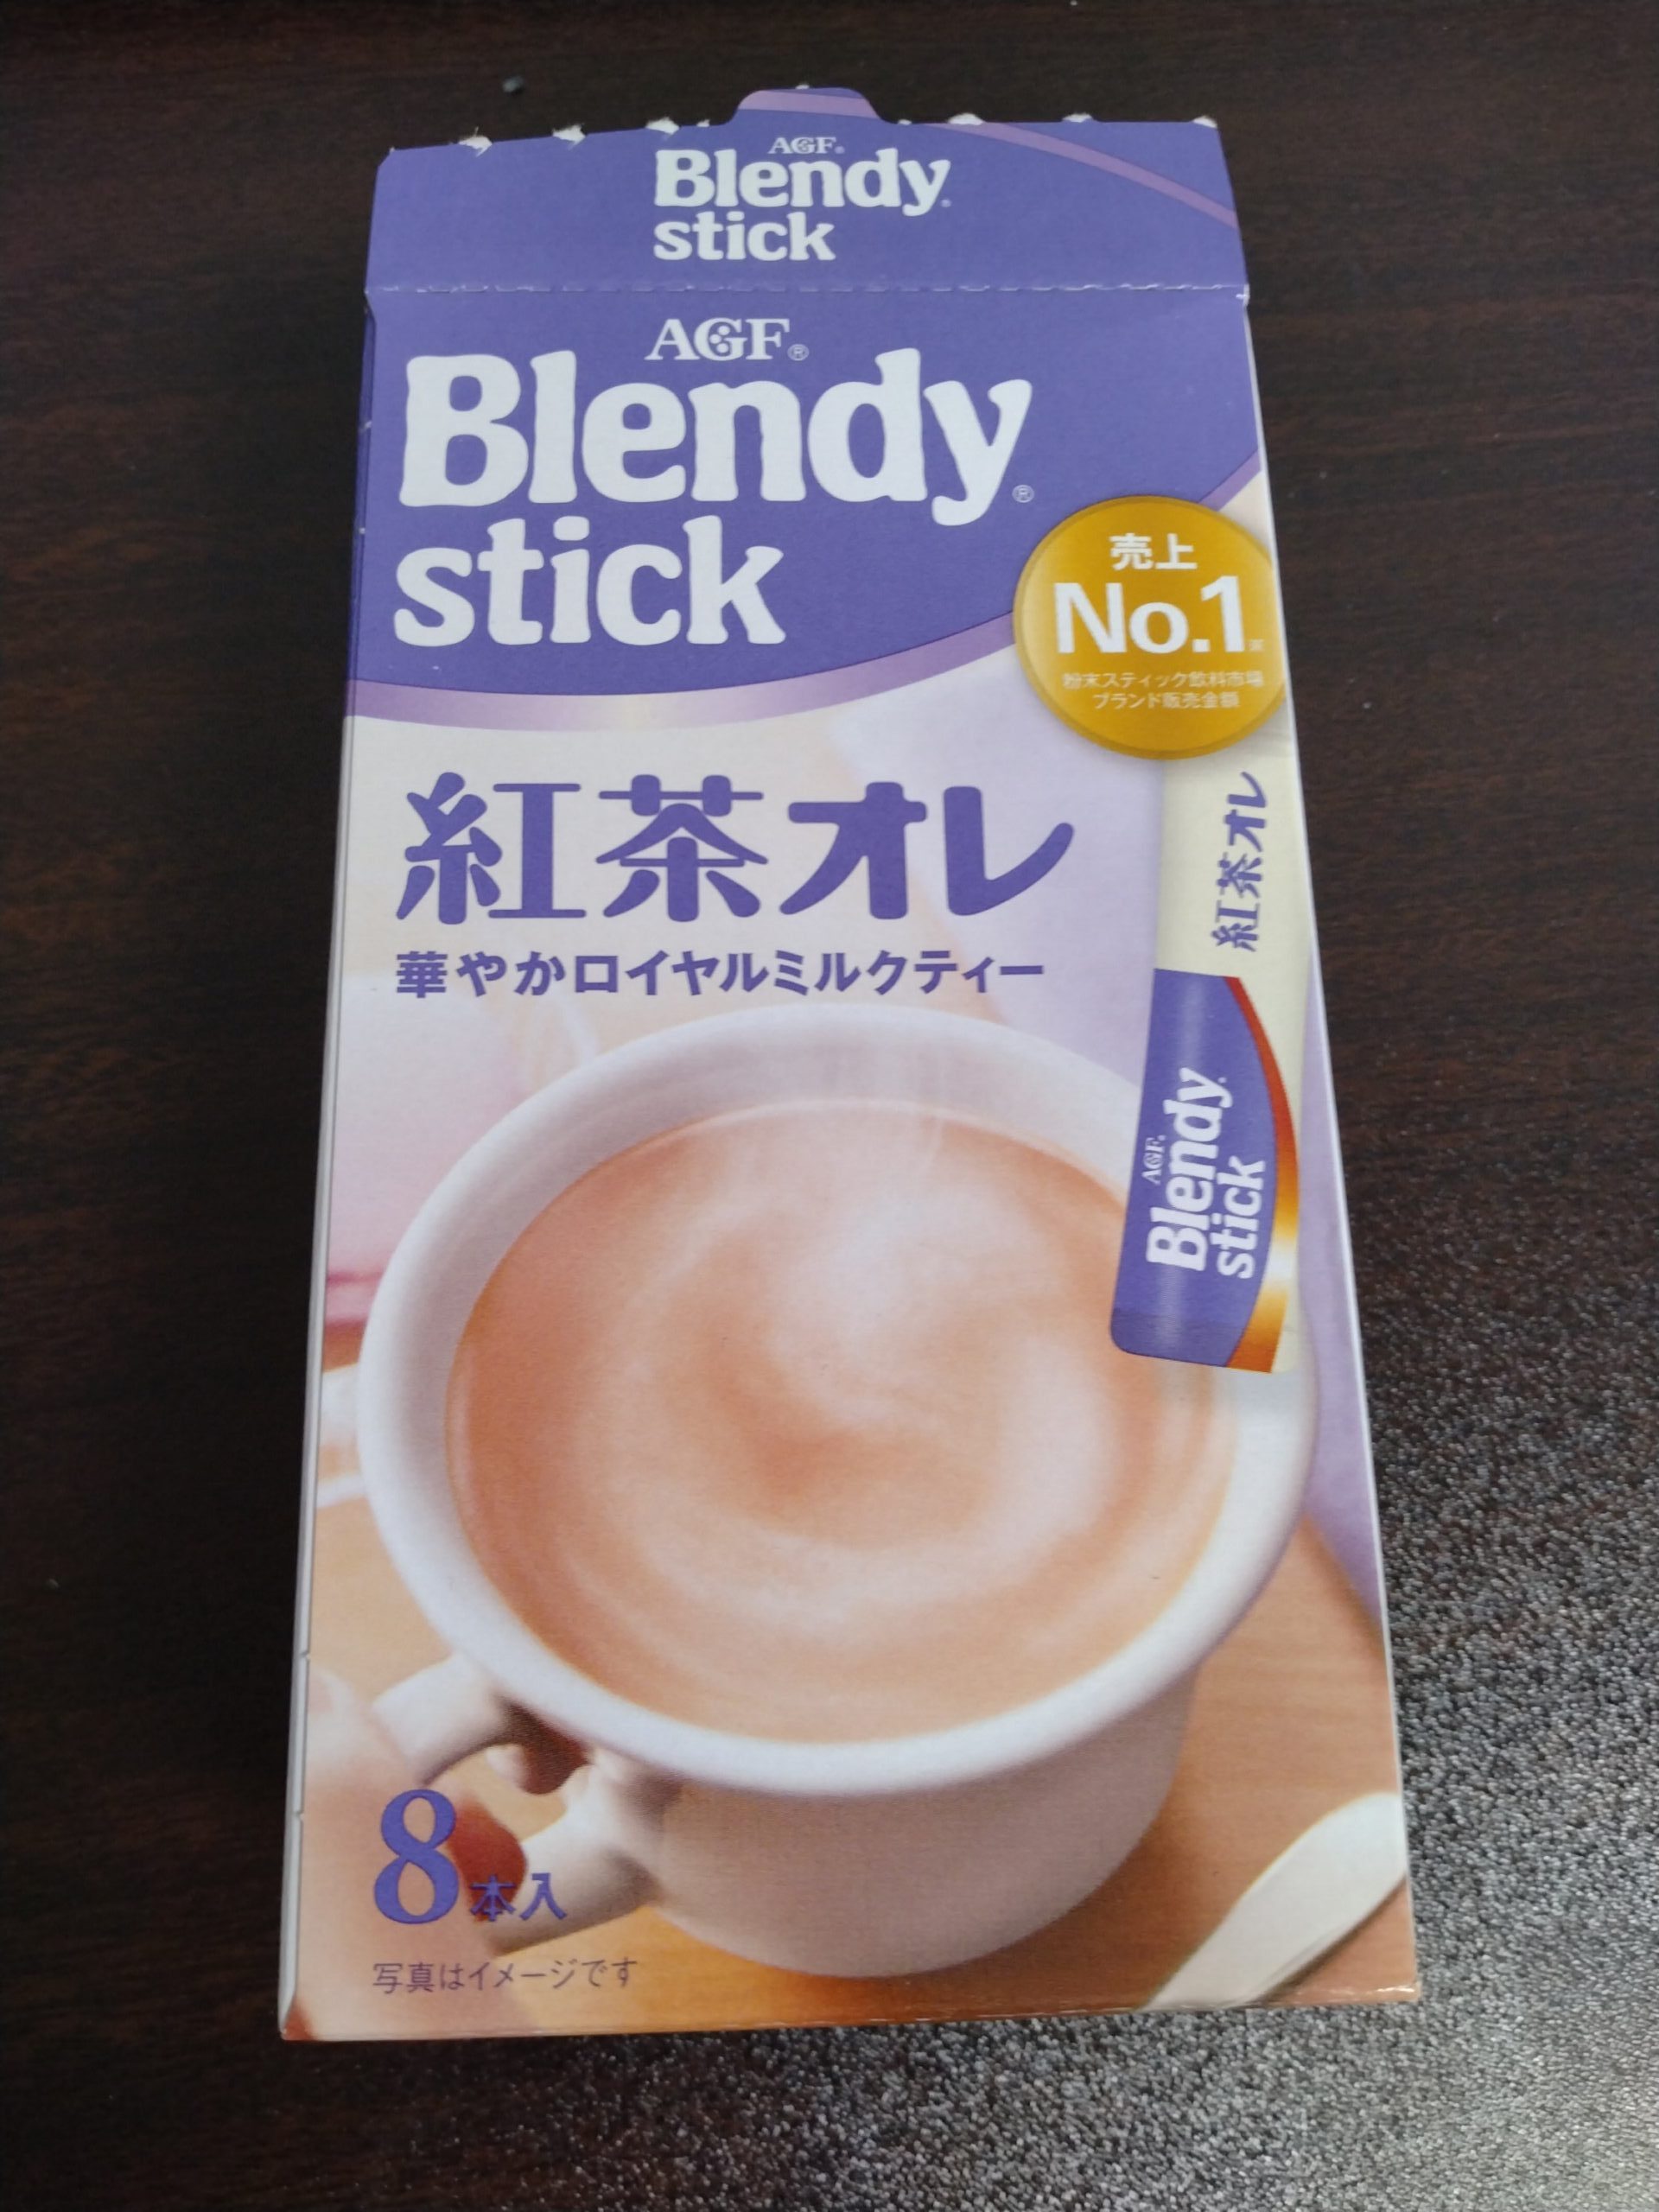 AGF®
Blendy®
stick
AGF®
Blendy®
stick
売上
No.1※
粉末スティック飲料市場
ブランド販売金額
紅茶オレ
華やかロイヤルミルクティー
紅茶オレ
AGF®
Blendy®
stick
8本入
写真はイメージです